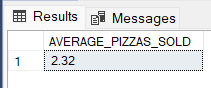 Results Messages
AVERAGE_PIZZAS_SOLD
1 2.32